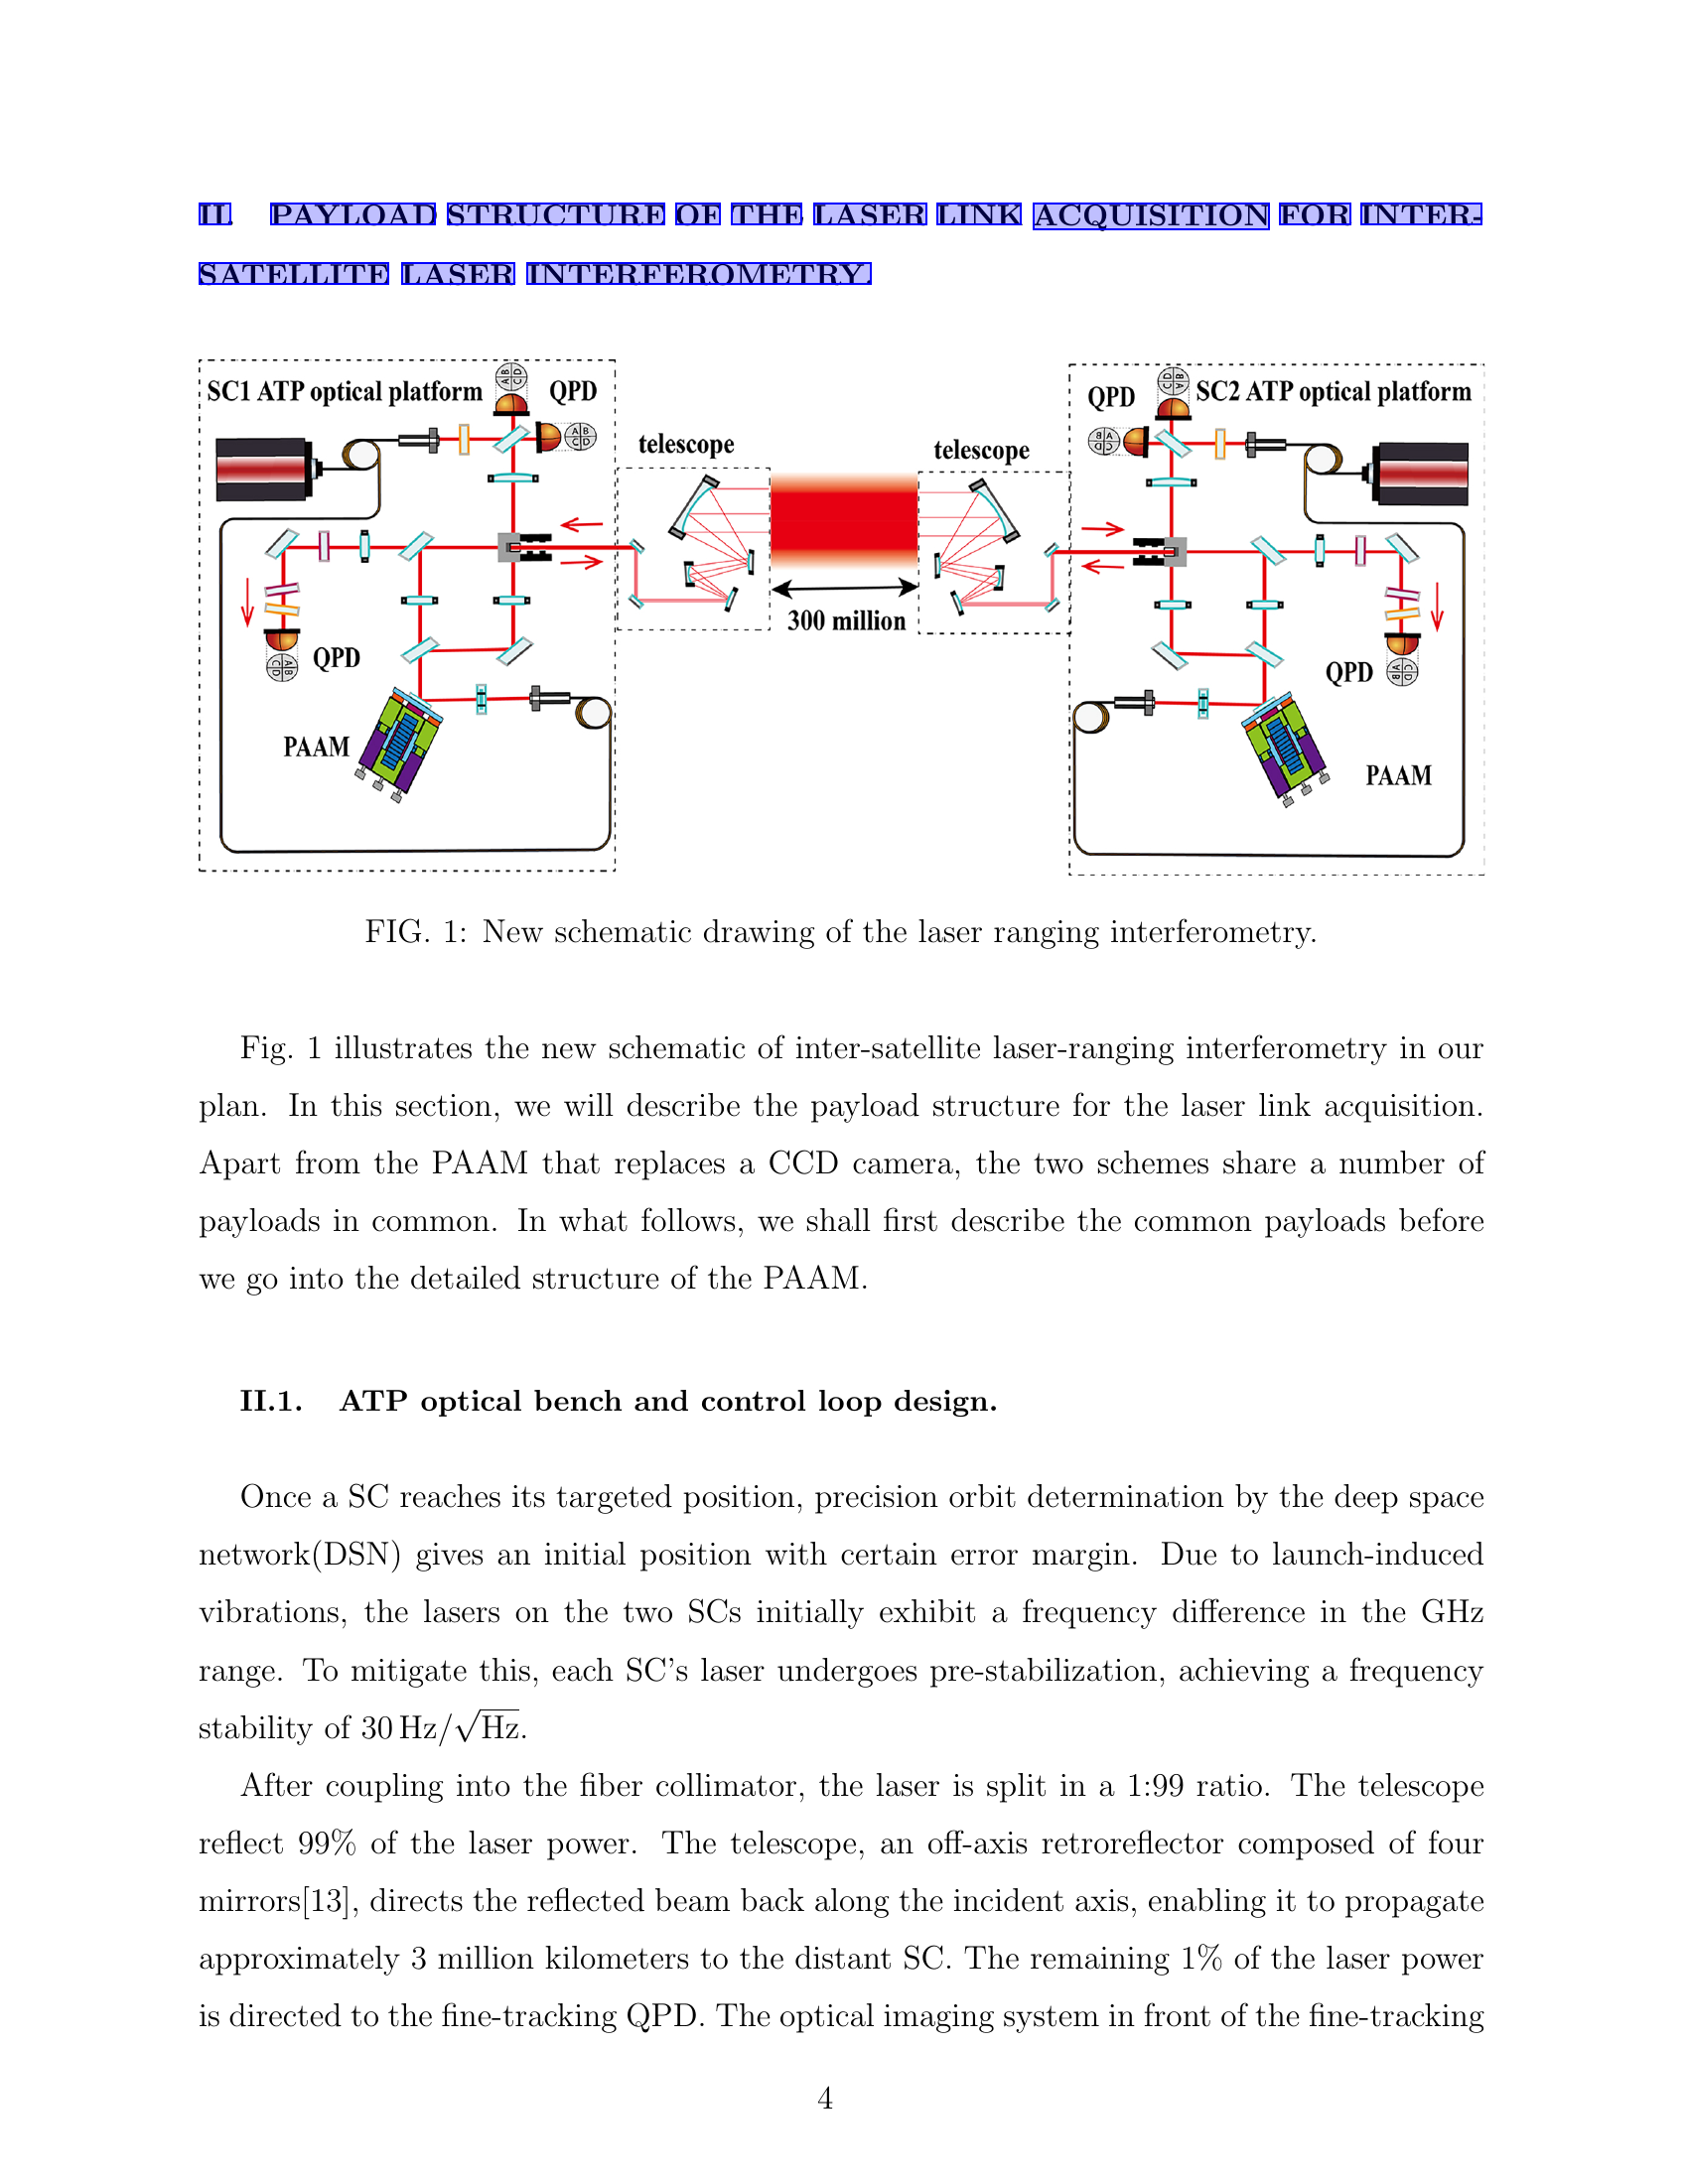 II. PAYLOAD STRUCTURE OF THE LASER LINK ACQUISITION FOR INTER-
SATELLITE LASER INTERFEROMETRY.
SC1 ATP optical platform
QPD
A B C D
A B C D
telescope
telescope
QPD
SC2 ATP optical platform
A B C D
A B C D
300 million
QPD
A B C D
QPD
A B C D
PAAM
PAAM
FIG. 1: New schematic drawing of the laser ranging interferometry.
Fig. 1 illustrates the new schematic of inter-satellite laser-ranging interferometry in our
plan. In this section, we will describe the payload structure for the laser link acquisition.
Apart from the PAAM that replaces a CCD camera, the two schemes share a number of
payloads in common. In what follows, we shall first describe the common payloads before
we go into the detailed structure of the PAAM.
II.1. ATP optical bench and control loop design.
Once a SC reaches its targeted position, precision orbit determination by the deep space
network(DSN) gives an initial position with certain error margin. Due to launch-induced
vibrations, the lasers on the two SCs initially exhibit a frequency difference in the GHz
range. To mitigate this, each SC's laser undergoes pre-stabilization, achieving a frequency
stability of 30 Hz/√Hz.
After coupling into the fiber collimator, the laser is split in a 1:99 ratio. The telescope
reflect 99% of the laser power. The telescope, an off-axis retroreflector composed of four
mirrors[13], directs the reflected beam back along the incident axis, enabling it to propagate
approximately 3 million kilometers to the distant SC. The remaining 1% of the laser power
is directed to the fine-tracking QPD. The optical imaging system in front of the fine-tracking
4